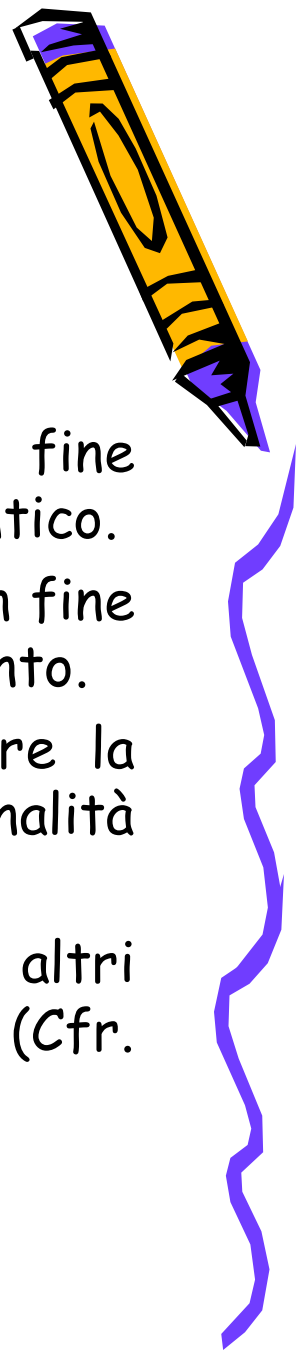 fine
tico.
n fine
nto.
re la
nalità
altri
(Cfr.